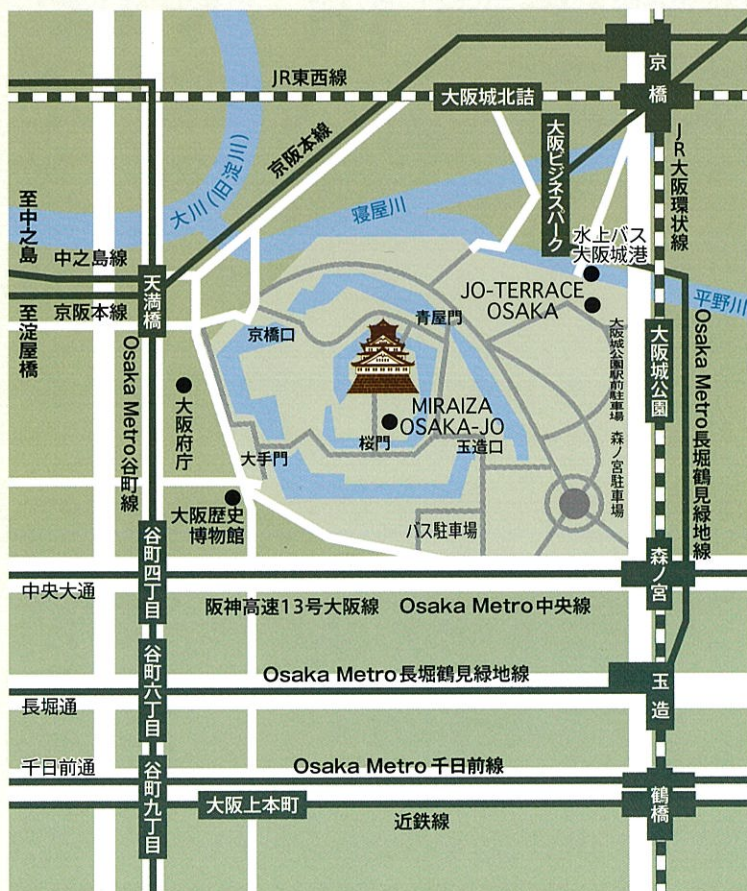 JR東西線
大阪城北詰
京橋
京阪本線
大川(旧淀川)
大阪ビジネスパーク
JR大阪環状線
寝屋川
水上バス
大阪城港
平野川
至中之島
中之島線
天満橋
京阪本線
至淀屋橋
JO-TERRACE
OSAKA
京橋口
青屋門
大阪城公園駅前駐車場
大阪城公園
Osaka Metro長堀鶴見緑地線
MIRAIZA
OSAKA-JO
大阪府庁
Osaka Metro谷町線
大手門
桜門
玉造口
森ノ宮駐車場
大阪歴史
博物館
バス駐車場
谷町四丁目
森ノ宮
中央大通
阪神高速13号大阪線 Osaka Metro中央線
谷町六丁目
Osaka Metro長堀鶴見緑地線
玉造
長堀通
千日前通
Osaka Metro千日前線
谷町九丁目
大阪上本町
近鉄線
鶴橋